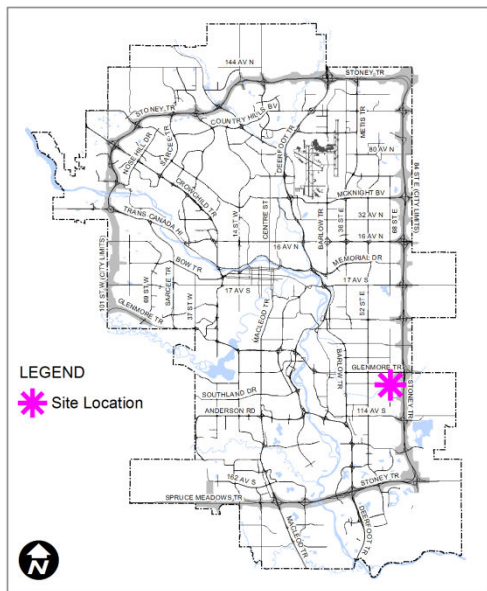 144 AV N
STONEY TR
STONEY TR
COUNTRY HILLS BV
NOSE HILL DR
SARCEE TR
DEERFOOT TR
METIS TR
80 AV N
CROWCHILD TR
84 ST E (CITY LIMITS)
MCKNIGHT BV
TRANS CANADA HI
14 ST W
CENTRE ST
BARLOW TR
36 ST E
32 AV N
68 ST E
16 AV N
16 AV N
MEMORIAL DR
BOW TR
101 ST W (CITY LIMITS)
69 ST W
SARCEE TR
37 ST W
17 AV S
17 AV S
MACLEOD TR
52 ST E
GLENMORE TR
BARLOW TR
GLENMORE TR
LEGEND
Site Location
SOUTHLAND DR
STONEY TR
ANDERSON RD
114 AV S
162 AV S
STONEY TR
SPRUCE MEADOWS TR
MACLEOD TR
DEERFOOT TR
N